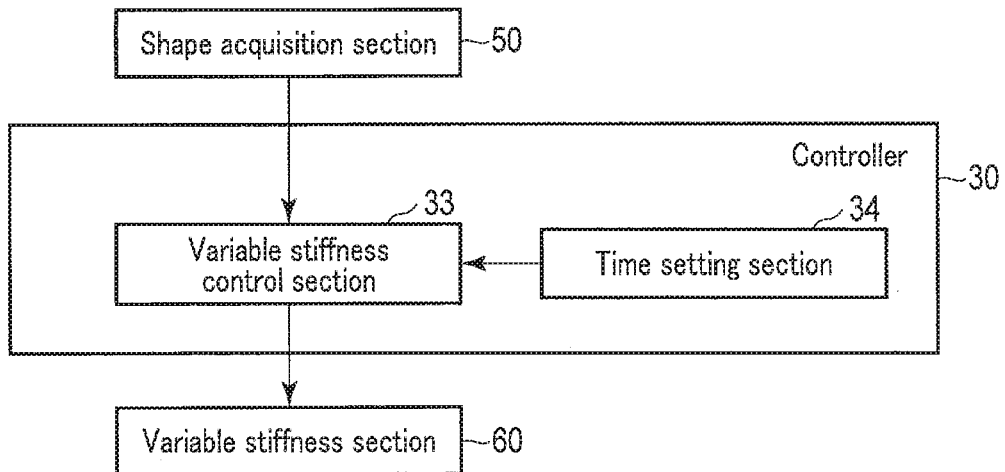 Shape acquisition section
50
Controller
30
33
34
Variable stiffness
control section
Time setting section
Variable stiffness section
60